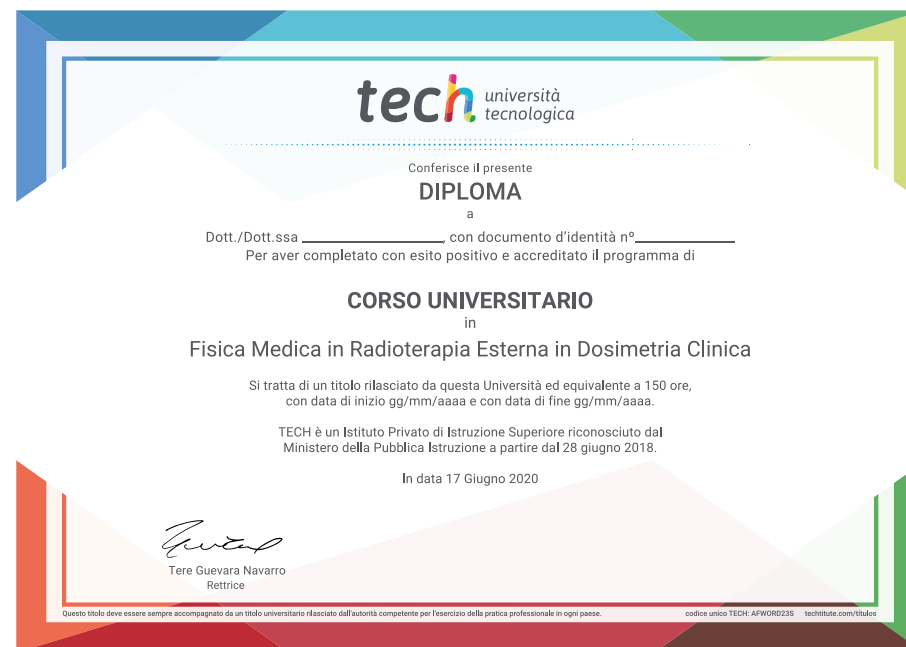 tech università
tecnologica
Conferisce il presente
DIPLOMA
a
Dott./Dott.ssa ____________________, con documento d'identità nº______________
Per aver completato con esito positivo e accreditato il programma di
CORSO UNIVERSITARIO
in
Fisica Medica in Radioterapia Esterna in Dosimetria Clinica
Si tratta di un titolo rilasciato da questa Università ed equivalente a 150 ore,
con data di inizio gg/mm/aaaa e con data di fine gg/mm/aaaa.
TECH è un Istituto Privato di Istruzione Superiore riconosciuto dal
Ministero della Pubblica Istruzione a partire dal 28 giugno 2018.
In data 17 Giugno 2020
Tere Guevara Navarro
Rettrice
Questo titolo deve essere sempre accompagnato da un titolo universitario rilasciato dall'autorità competente per l'esercizio della pratica professionale in ogni paese.
codice unico TECH: AFWORD23S techtitute.com/titulos